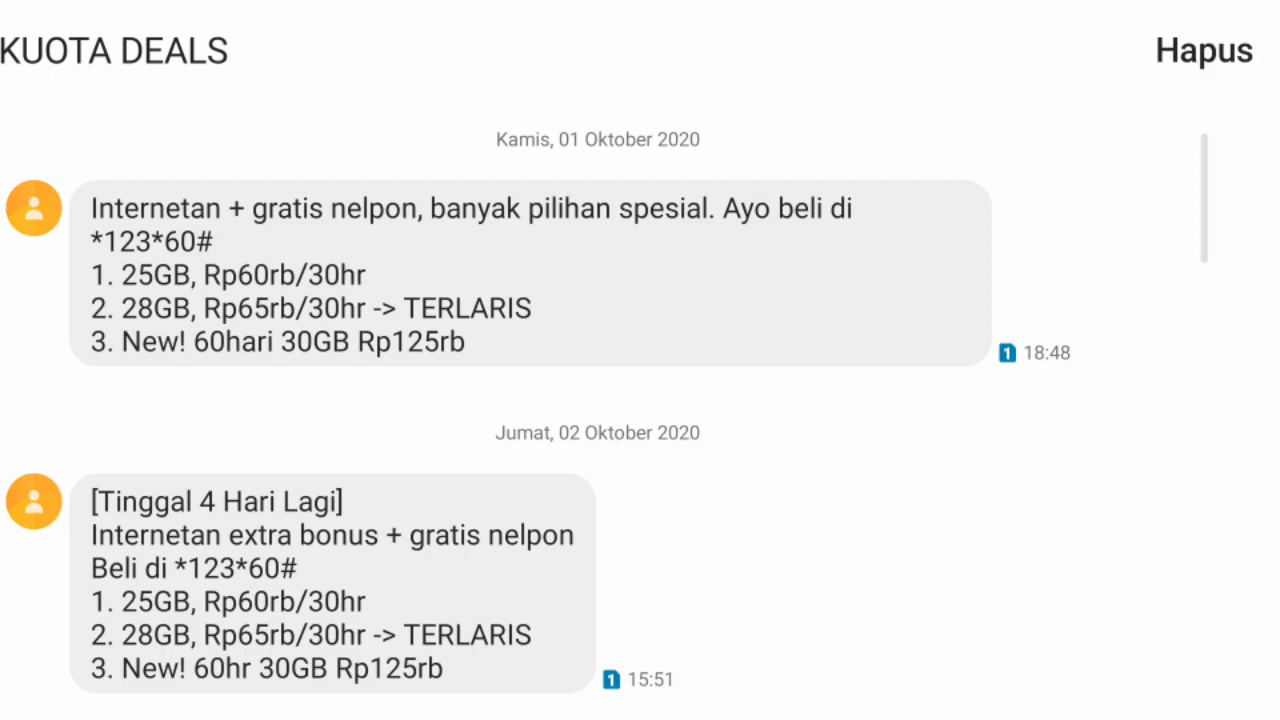 KUOTA DEALS
Hapus
Kamis, 01 Oktober 2020
Internetan + gratis nelpon, banyak pilihan spesial. Ayo beli di
*123*60#
1. 25GB, Rp60rb/30hr
2. 28GB, Rp65rb/30hr -> TERLARIS
3. New! 60hari 30GB Rp125rb
1 18:48
Jumat, 02 Oktober 2020
[Tinggal 4 Hari Lagi]
Internetan extra bonus + gratis nelpon
Beli di *123*60#
1. 25GB, Rp60rb/30hr
2. 28GB, Rp65rb/30hr -> TERLARIS
3. New! 60hr 30GB Rp125rb
1 15:51